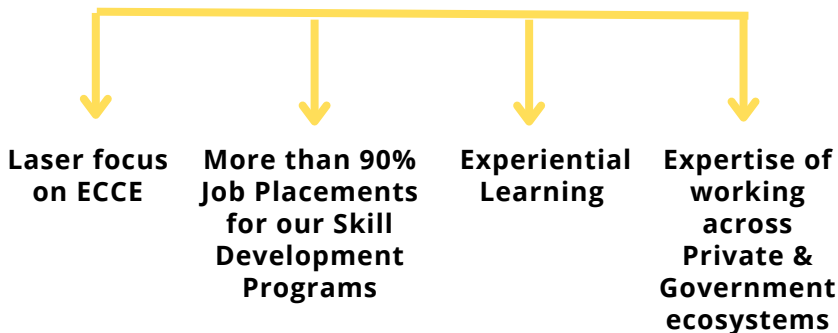 Laser focus
on ECCE
More than 90%
Job Placements
for our Skill
Development
Programs
Experiential
Learning
Expertise of
working
across
Private &
Government
ecosystems